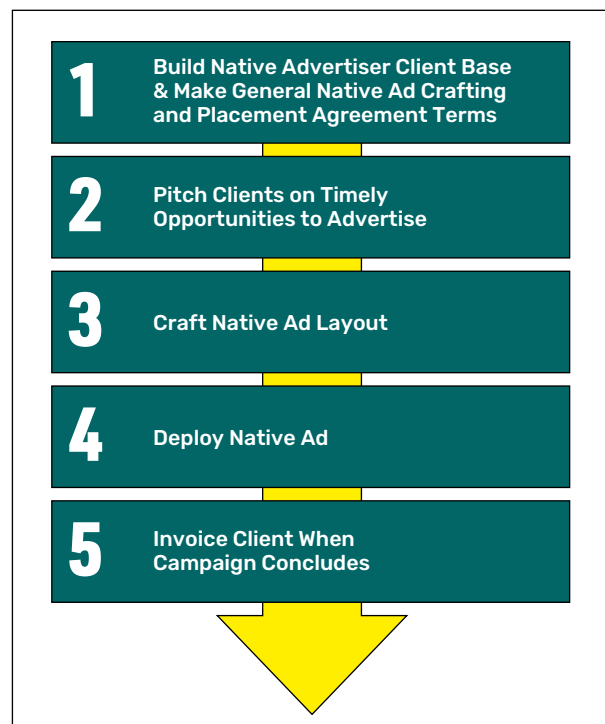 1
Build Native Advertiser Client Base
& Make General Native Ad Crafting
and Placement Agreement Terms
2
Pitch Clients on Timely
Opportunities to Advertise
3
Craft Native Ad Layout
4
Deploy Native Ad
5
Invoice Client When
Campaign Concludes